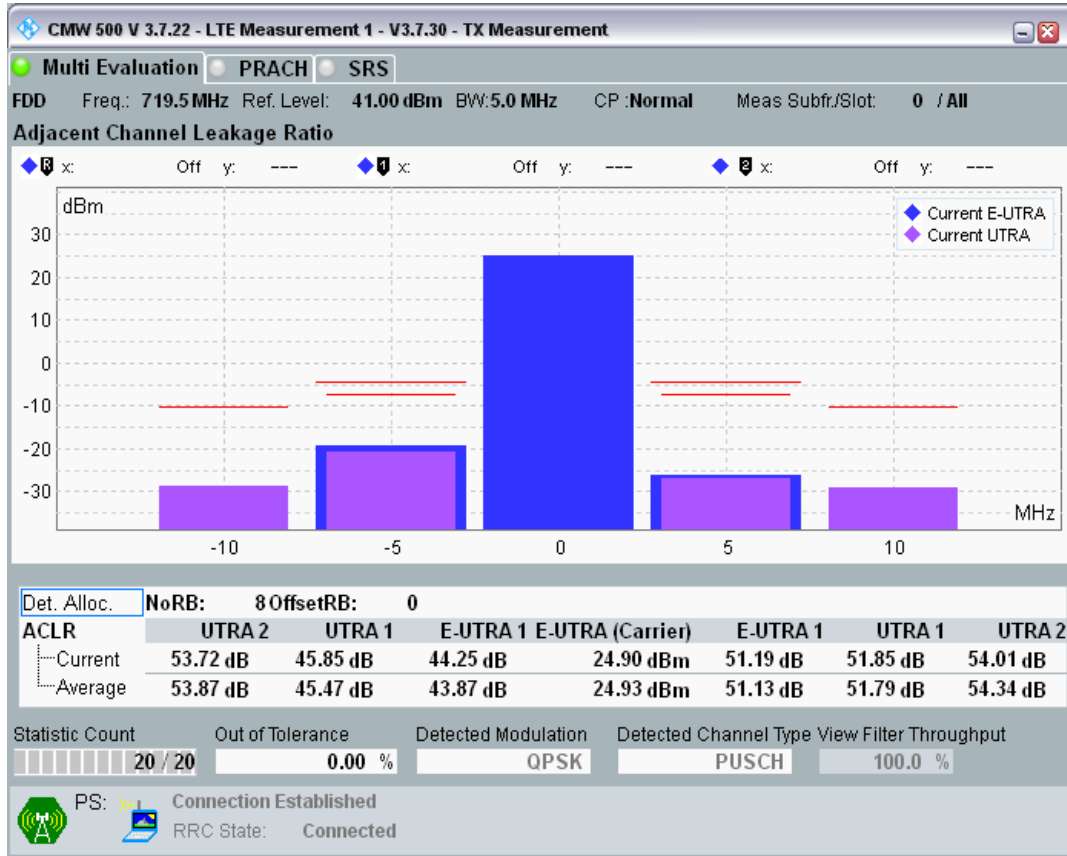 CMW 500 V 3.7.22 - LTE Measurement 1 - V3.7.30 - TX Measurement
Multi Evaluation PRACH SRS
FDD Freq.: 719.5 MHz Ref. Level: 41.00 dBm BW: 5.0 MHz CP : Normal Meas Subfr./Slot: 0 / All
Adjacent Channel Leakage Ratio
R x: Off y: --- 1 x: Off y: --- 2 x: Off y: ---
dBm
Current E-UTRA
Current UTRA
30
20
10
0
-10
-20
-30
MHz
-10 -5 0 5 10
Det. Alloc. NoRB: 8 OffsetRB: 0
ACLR UTRA 2 UTRA 1 E-UTRA 1 E-UTRA (Carrier) E-UTRA 1 UTRA 1 UTRA 2
Current 53.72 dB 45.85 dB 44.25 dB 24.90 dBm 51.19 dB 51.85 dB 54.01 dB
Average 53.87 dB 45.47 dB 43.87 dB 24.93 dBm 51.13 dB 51.79 dB 54.34 dB
Statistic Count Out of Tolerance Detected Modulation Detected Channel Type View Filter Throughput
20 / 20 0.00 % QPSK PUSCH 100.0 %
PS: Connection Established
RRC State: Connected